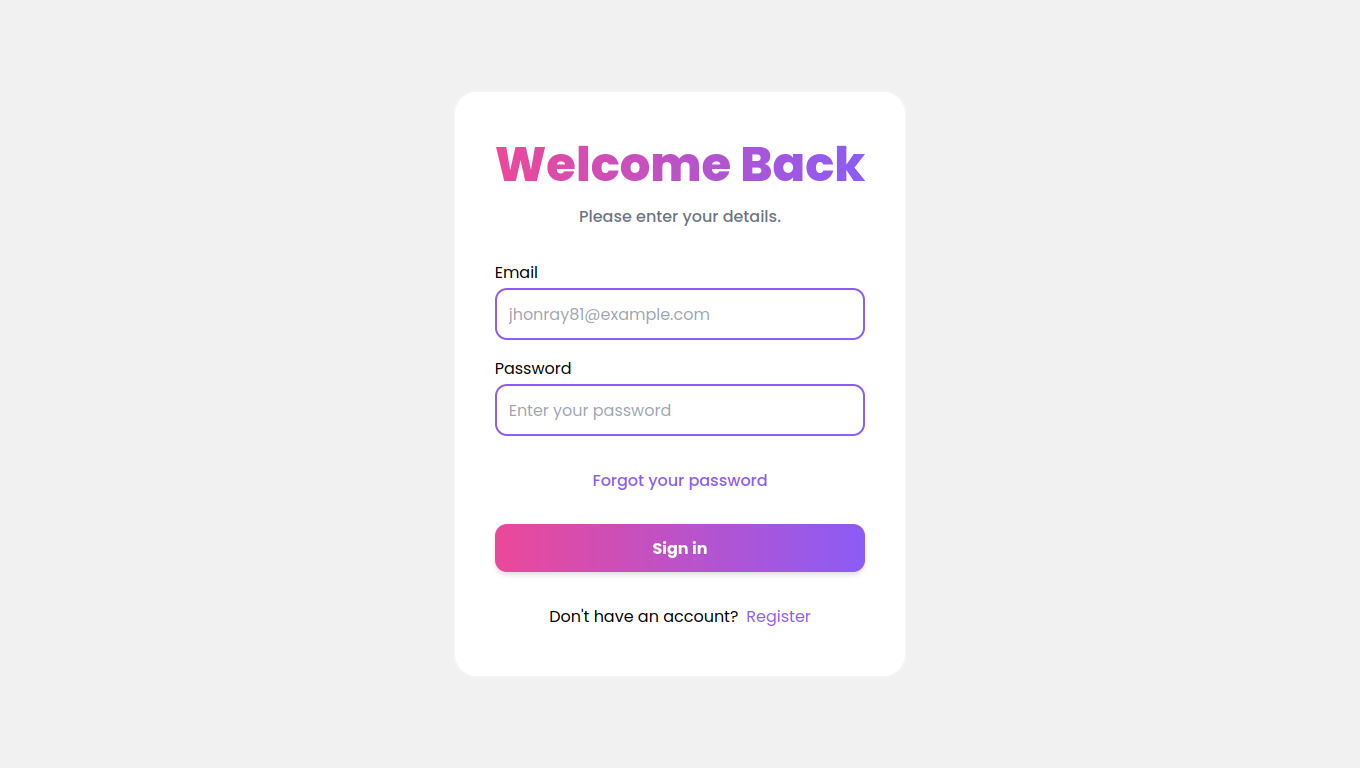 Welcome Back
Please enter your details.
Email
jhonray81@example.com
Password
Enter your password
Forgot your password
Sign in
Don't have an account? Register